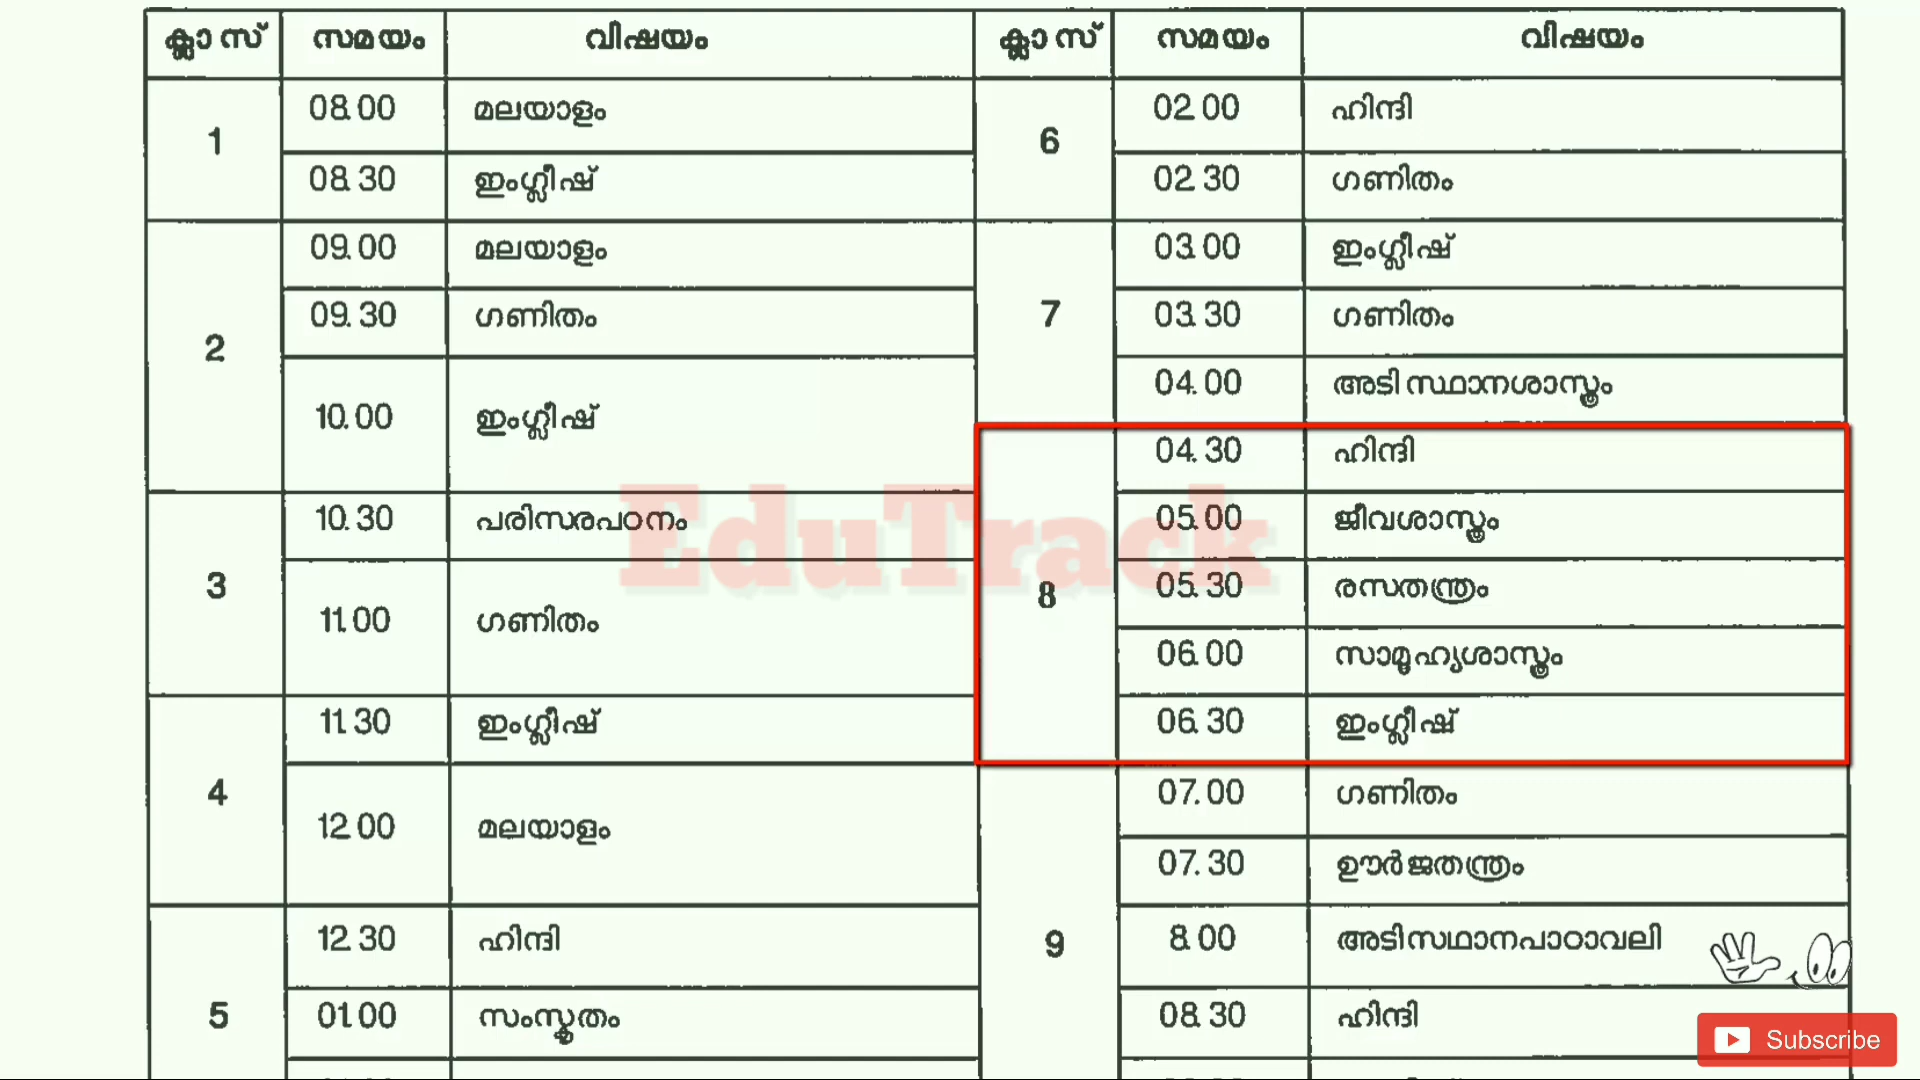 ക്ലാസ് സമയം വിഷയം ക്ലാസ് സമയം വിഷയം
1
08.00 മലയാളം
08.30 ഇംഗ്ലീഷ്
2
09.00 മലയാളം
09.30 ഗണിതം
10.00 ഇംഗ്ലീഷ്
3
10.30 പരിസരപഠനം
11.00 ഗണിതം
4
11.30 ഇംഗ്ലീഷ്
12.00 മലയാളം
5
12.30 ഹിന്ദി
01.00 സംസ്കൃതം
6
02.00 ഹിന്ദി
02.30 ഗണിതം
7
03.00 ഇംഗ്ലീഷ്
03.30 ഗണിതം
04.00 അടിസ്ഥാനശാസ്ത്രം
8
04.30 ഹിന്ദി
05.00 ജീവശാസ്ത്രം
05.30 രസതന്ത്രം
06.00 സാമൂഹ്യശാസ്ത്രം
06.30 ഇംഗ്ലീഷ്
9
07.00 ഗണിതം
07.30 ഊർജതന്ത്രം
8.00 അടിസഥാനപാഠാവലി
08.30 ഹിന്ദി
EduTrack
Subscribe